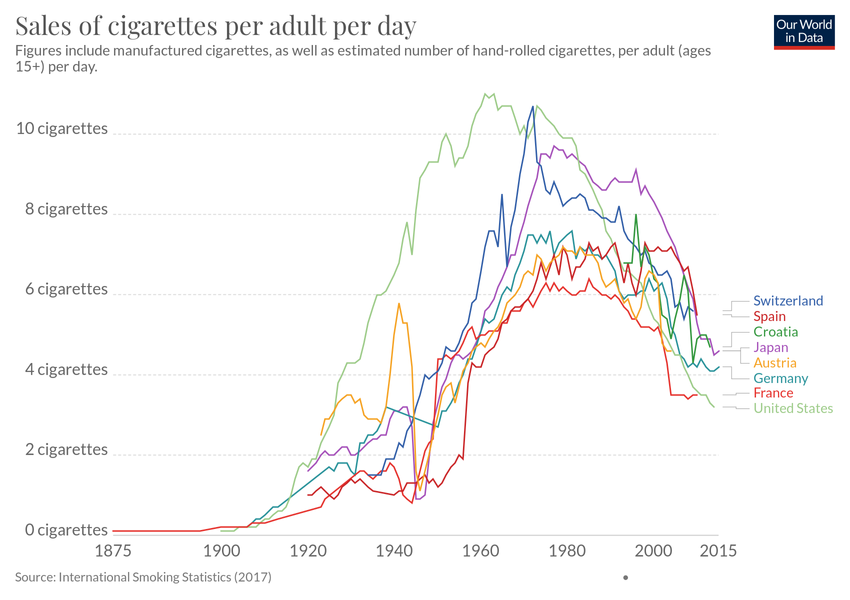 Sales of cigarettes per adult per day
Our World
in Data
Figures include manufactured cigarettes, as well as estimated number of hand-rolled cigarettes, per adult (ages
15+) per day.
10 cigarettes
8 cigarettes
6 cigarettes
4 cigarettes
2 cigarettes
0 cigarettes
1875
1900
1920
1940
1960
1980
2000
2015
Switzerland
Spain
Croatia
Japan
Austria
Germany
France
United States
Source: International Smoking Statistics (2017)